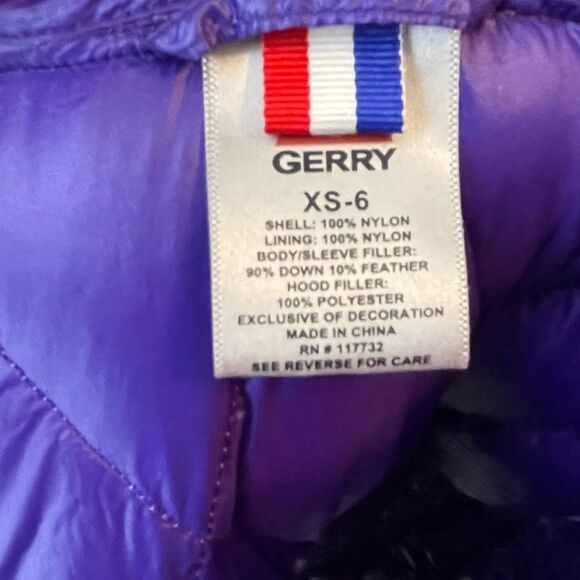 GERRY
XS-6
SHELL: 100% NYLON
LINING: 100% NYLON
BODY/SLEEVE FILLER:
90% DOWN 10% FEATHER
HOOD FILLER:
100% POLYESTER
EXCLUSIVE OF DECORATION
MADE IN CHINA
RN # 117732
SEE REVERSE FOR CARE